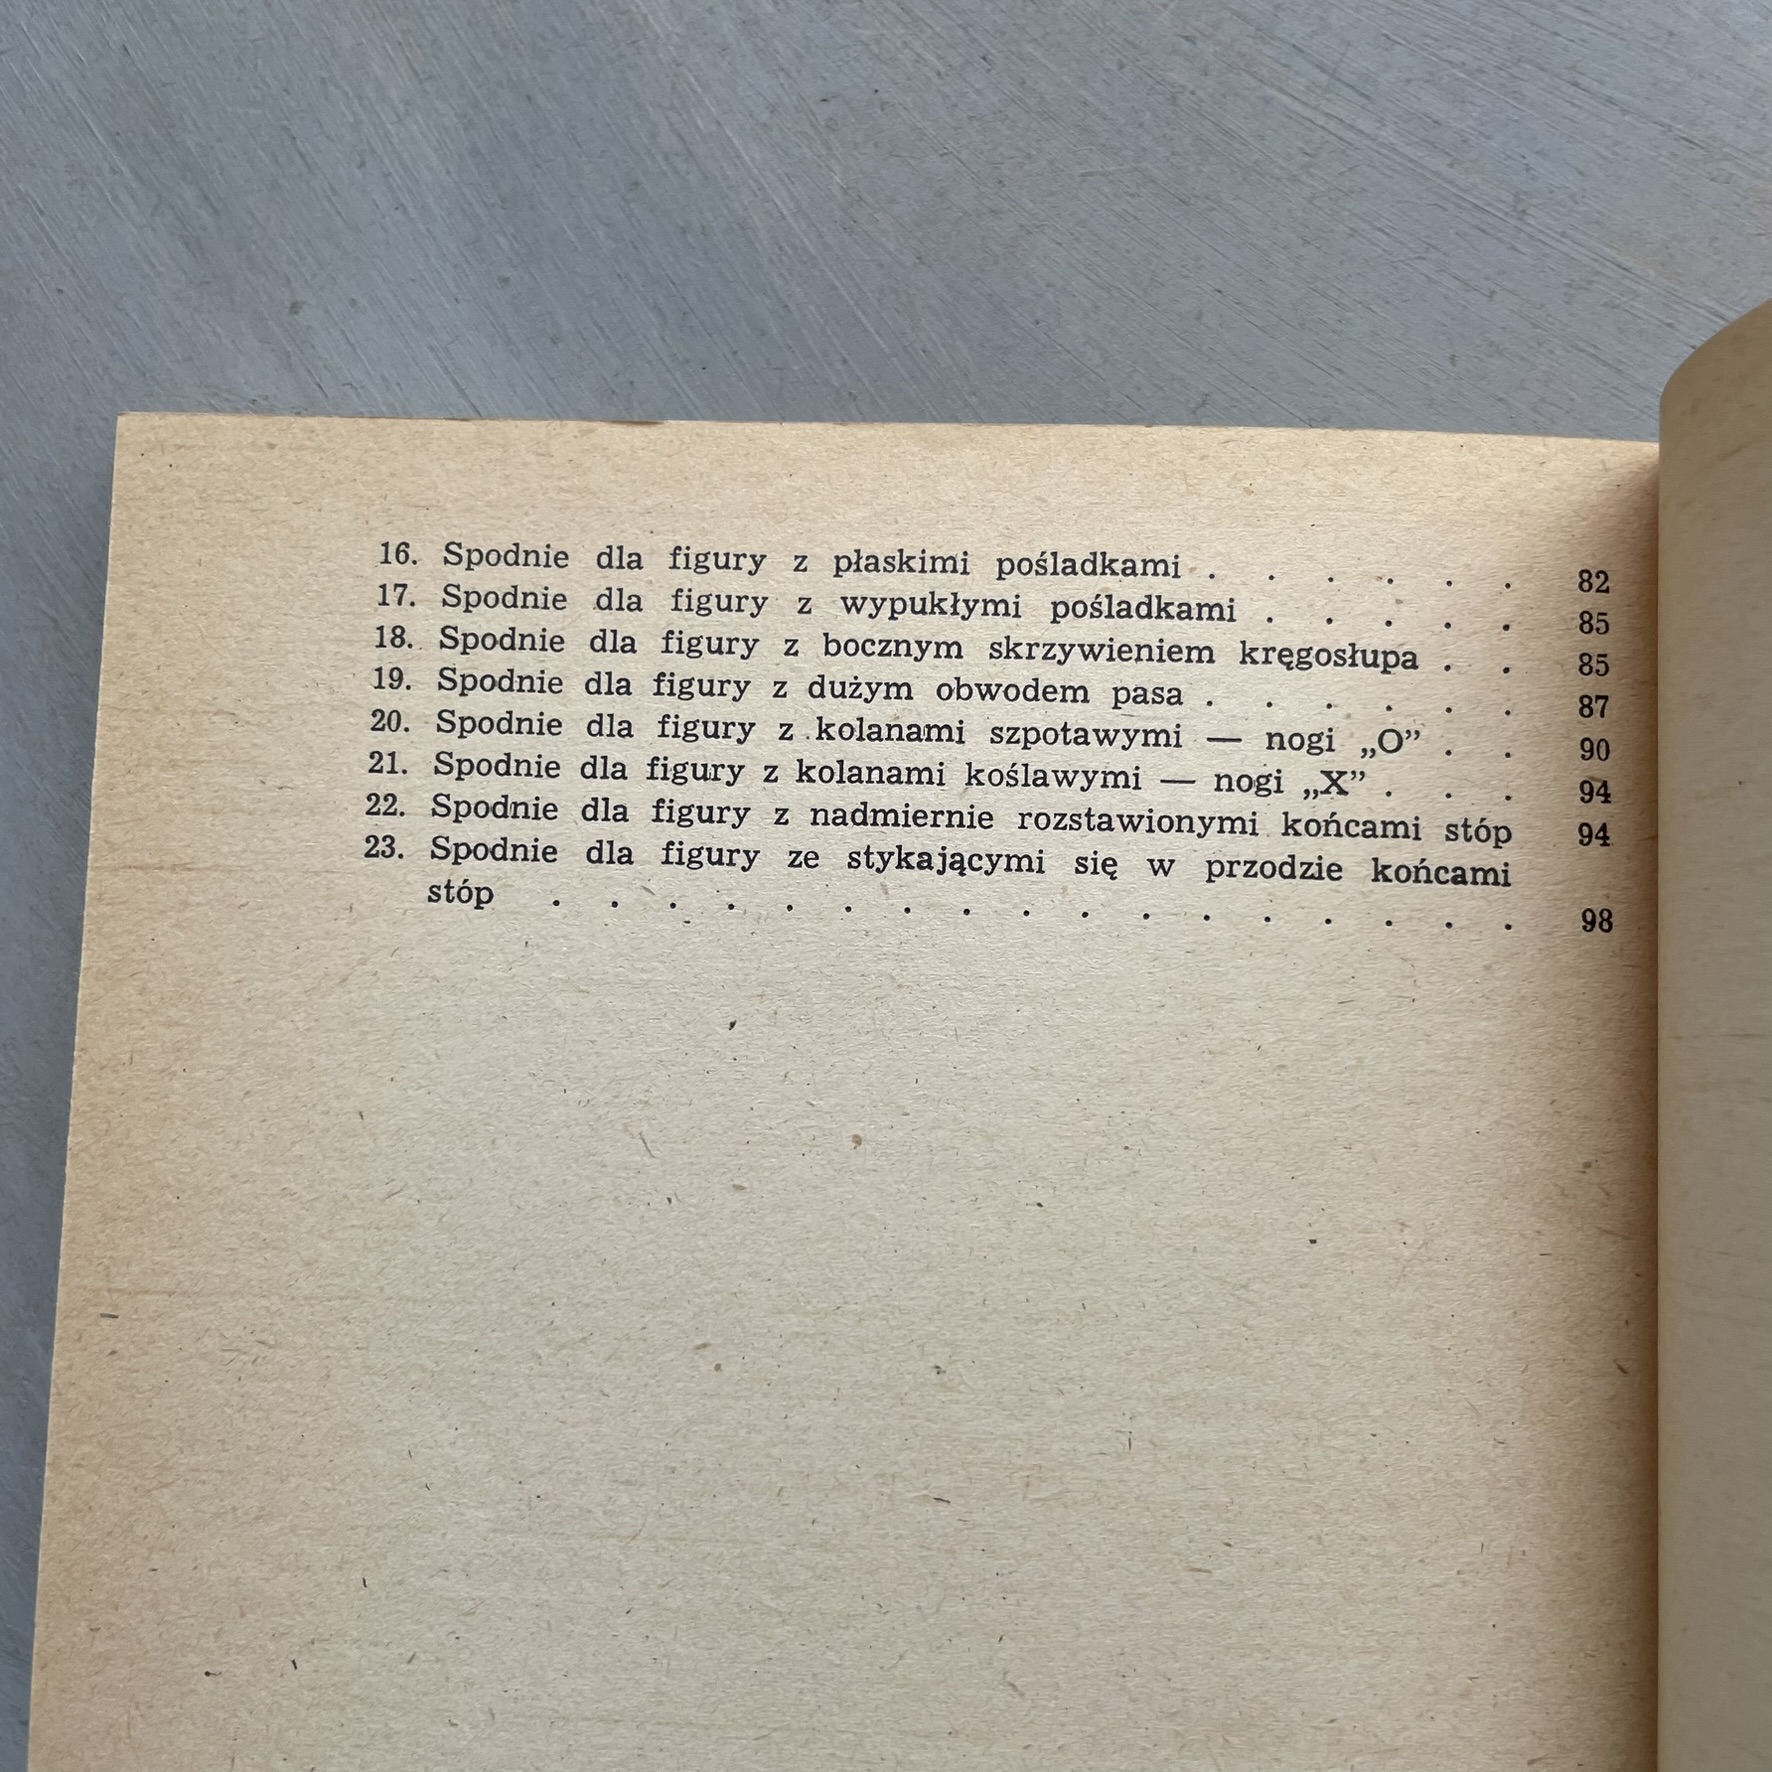 16. Spodnie dla figury z płaskimi pośladkami . . . . . . 82
17. Spodnie dla figury z wypukłymi pośladkami . . . . . 85
18. Spodnie dla figury z bocznym skrzywieniem kręgosłupa . . 85
19. Spodnie dla figury z dużym obwodem pasa . . . . . . 87
20. Spodnie dla figury z kolanami szpotawymi — nogi „O” . . 90
21. Spodnie dla figury z kolanami koślawymi — nogi „X” . . . 94
22. Spodnie dla figury z nadmiernie rozstawionymi końcami stóp 94
23. Spodnie dla figury ze stykającymi się w przodzie końcami
stóp . . . . . . . . . . . . . . . . . 98